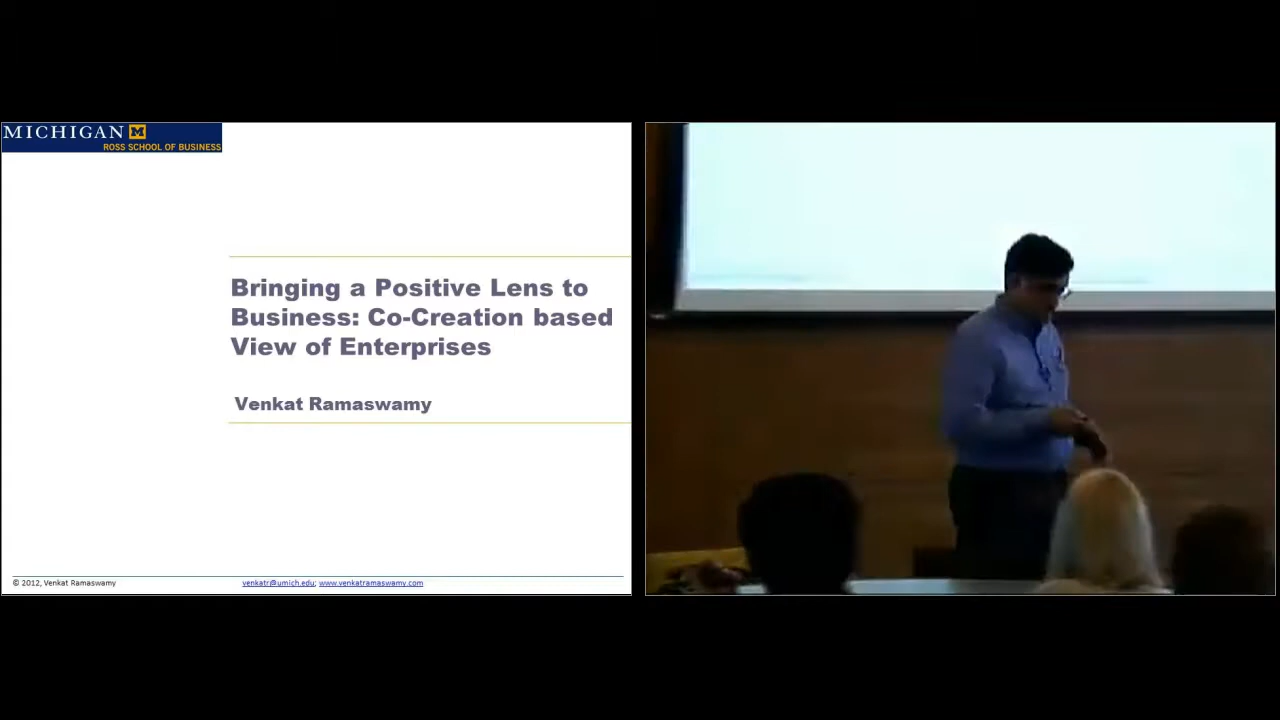 MICHIGAN M
ROSS SCHOOL OF BUSINESS
Bringing a Positive Lens to
Business: Co-Creation based
View of Enterprises
Venkat Ramaswamy
© 2012, Venkat Ramaswamy
venkatr@umich.edu; www.venkatramaswamy.com